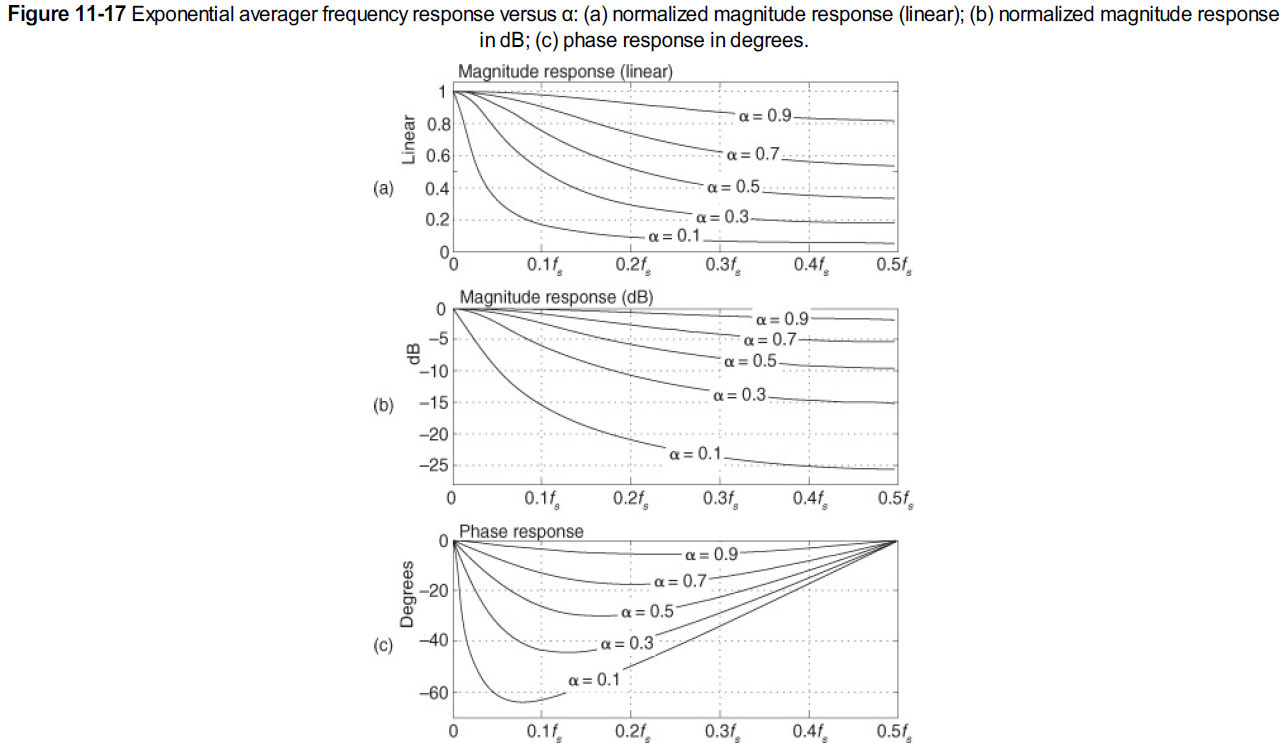 Figure 11-17 Exponential averager frequency response versus α: (a) normalized magnitude response (linear); (b) normalized magnitude response
in dB; (c) phase response in degrees.
Magnitude response (linear)
1
0.8
0.6
0.4
0.2
0
Linear
(a)
α = 0.9
α = 0.7
α = 0.5
α = 0.3
α = 0.1
0 0.1fs 0.2fs 0.3fs 0.4fs 0.5fs
Magnitude response (dB)
0
–5
–10
–15
–20
–25
dB
(b)
α = 0.9
α = 0.7
α = 0.5
α = 0.3
α = 0.1
0 0.1fs 0.2fs 0.3fs 0.4fs 0.5fs
Phase response
0
–20
–40
–60
Degrees
(c)
α = 0.9
α = 0.7
α = 0.5
α = 0.3
α = 0.1
0 0.1fs 0.2fs 0.3fs 0.4fs 0.5fs